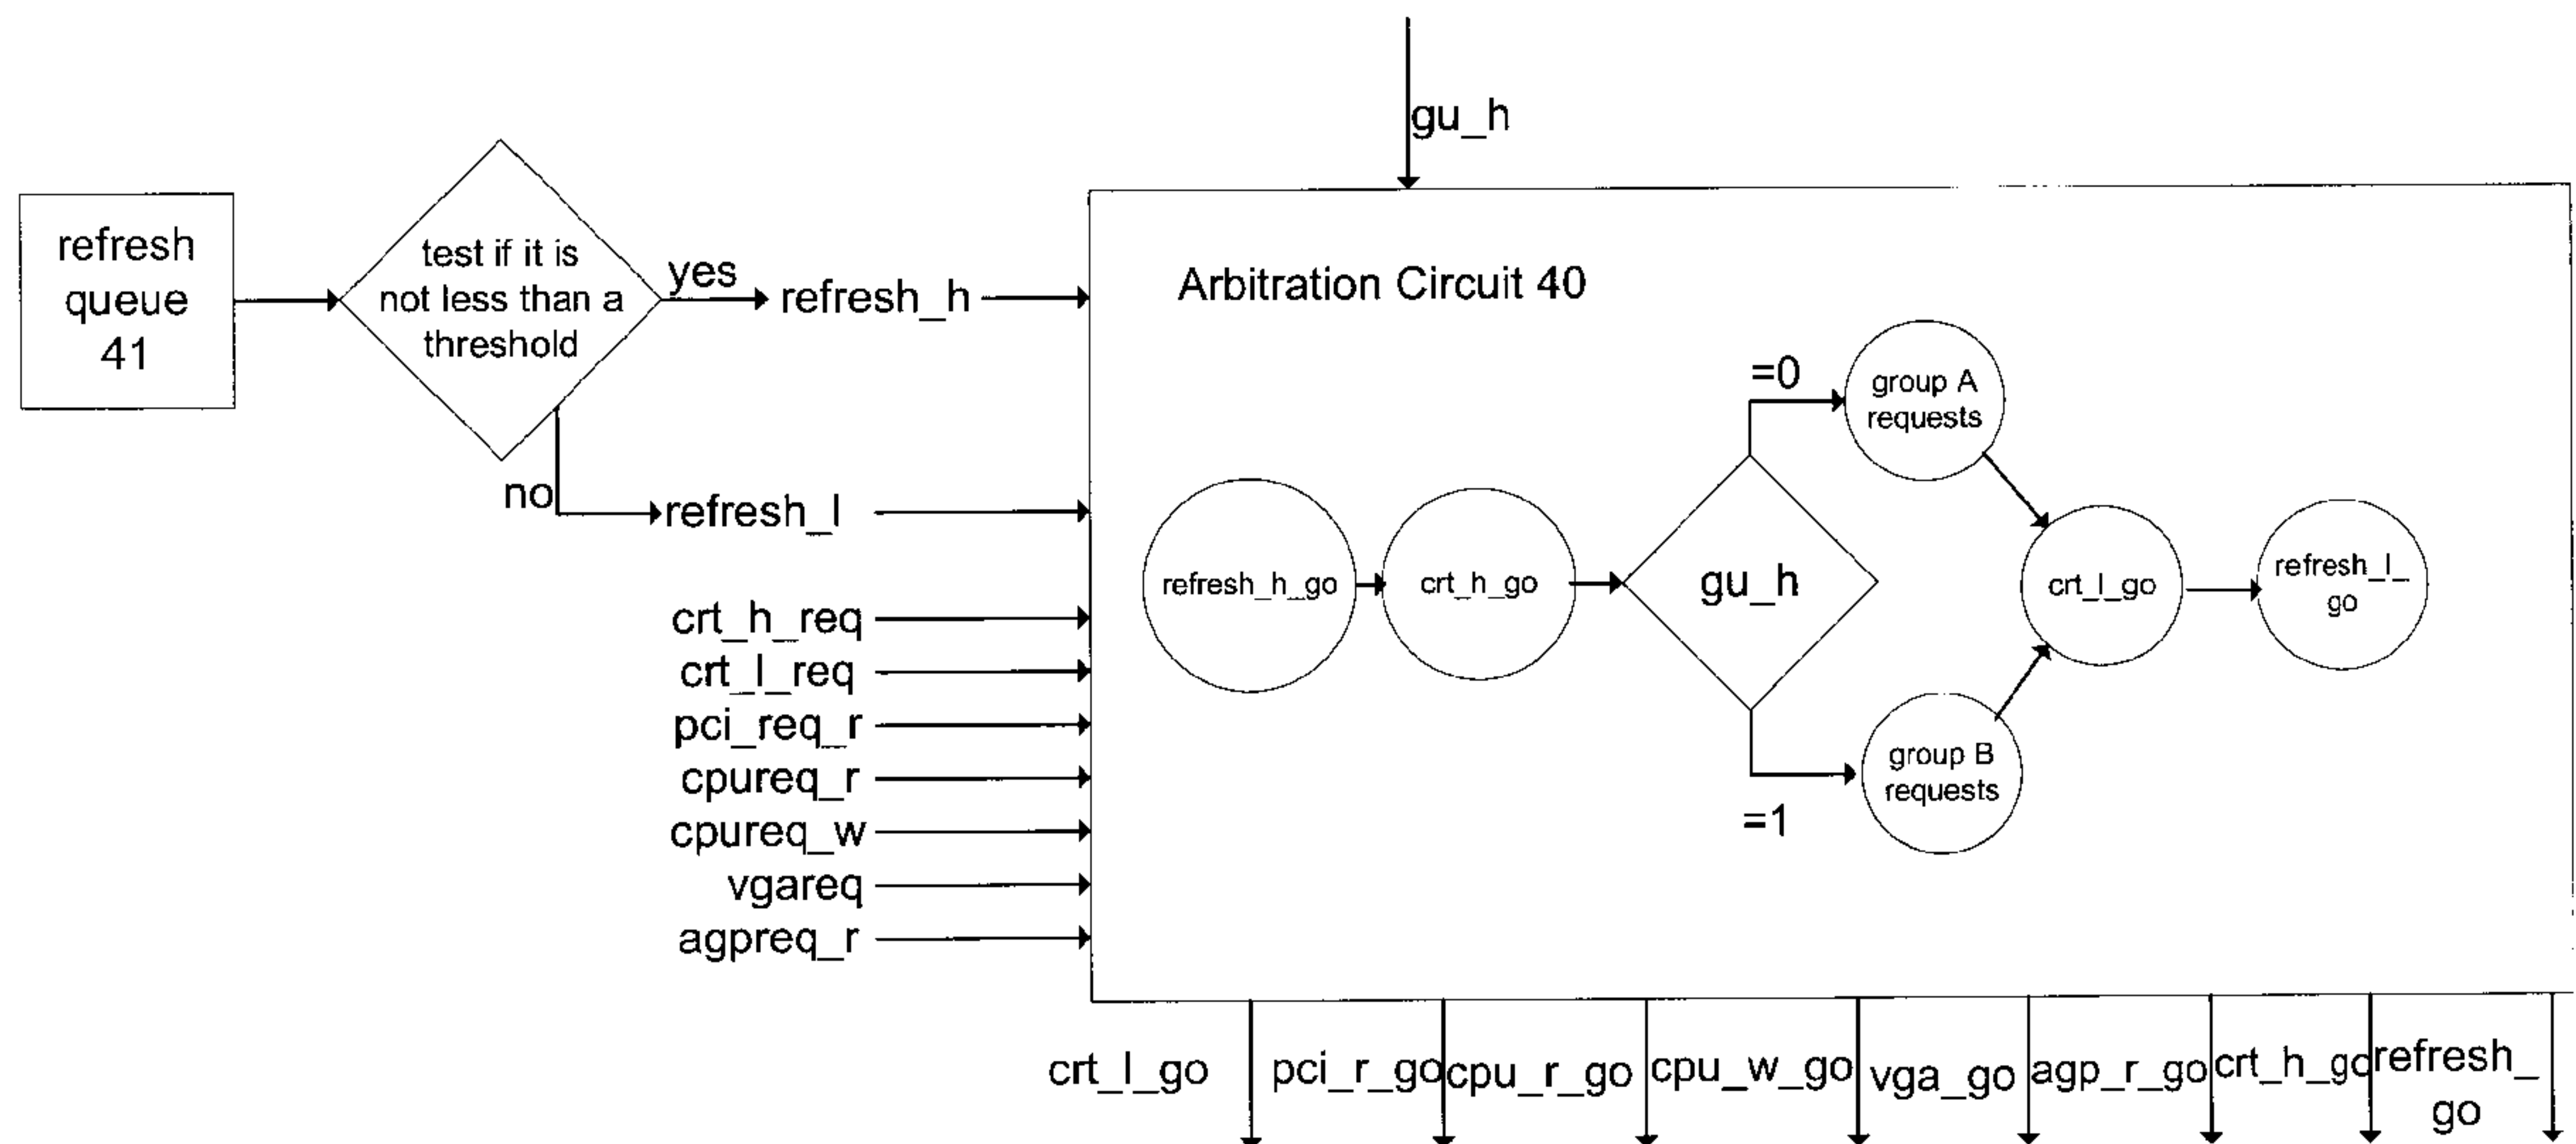 gu_h
refresh
queue
41
test if it is
not less than a
threshold
yes
refresh_h
no
refresh_l
crt_h_req
crt_l_req
pci_req_r
cpureq_r
cpureq_w
vgareq
agpreq_r
Arbitration Circuit 40
refresh_h_go
crt_h_go
gu_h
=0
group A
requests
=1
group B
requests
crt_l_go
refresh_l_
go
crt_l_go
pci_r_go
cpu_r_go
cpu_w_go
vga_go
agp_r_go
crt_h_go
refresh_
go